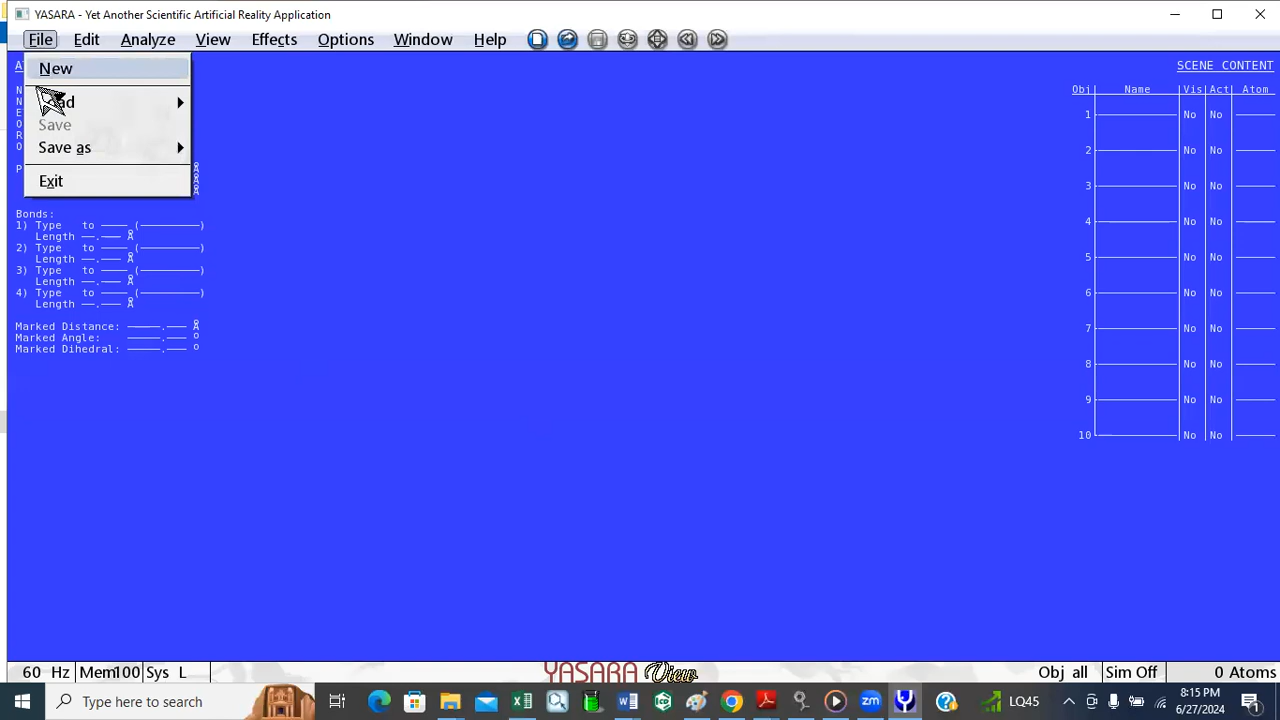 YASARA - Yet Another Scientific Artificial Reality Application
File Edit Analyze View Effects Options Window Help
New
Save
Save as
Exit
Bonds:
1) Type to (
)
Length . Å
2) Type to (
)
Length . Å
3) Type to (
)
Length . Å
4) Type to (
)
Length . Å
Marked Distance: . Å
Marked Angle: . º
Marked Dihedral: . º
SCENE CONTENT
Obj Name Vis Act Atom
1 No No
2 No No
3 No No
4 No No
5 No No
6 No No
7 No No
8 No No
9 No No
10 No No
60 Hz Mem100 Sys L
YASARA View
Obj all Sim Off 0 Atoms
Type here to search
LQ45
8:15 PM
6/27/2024